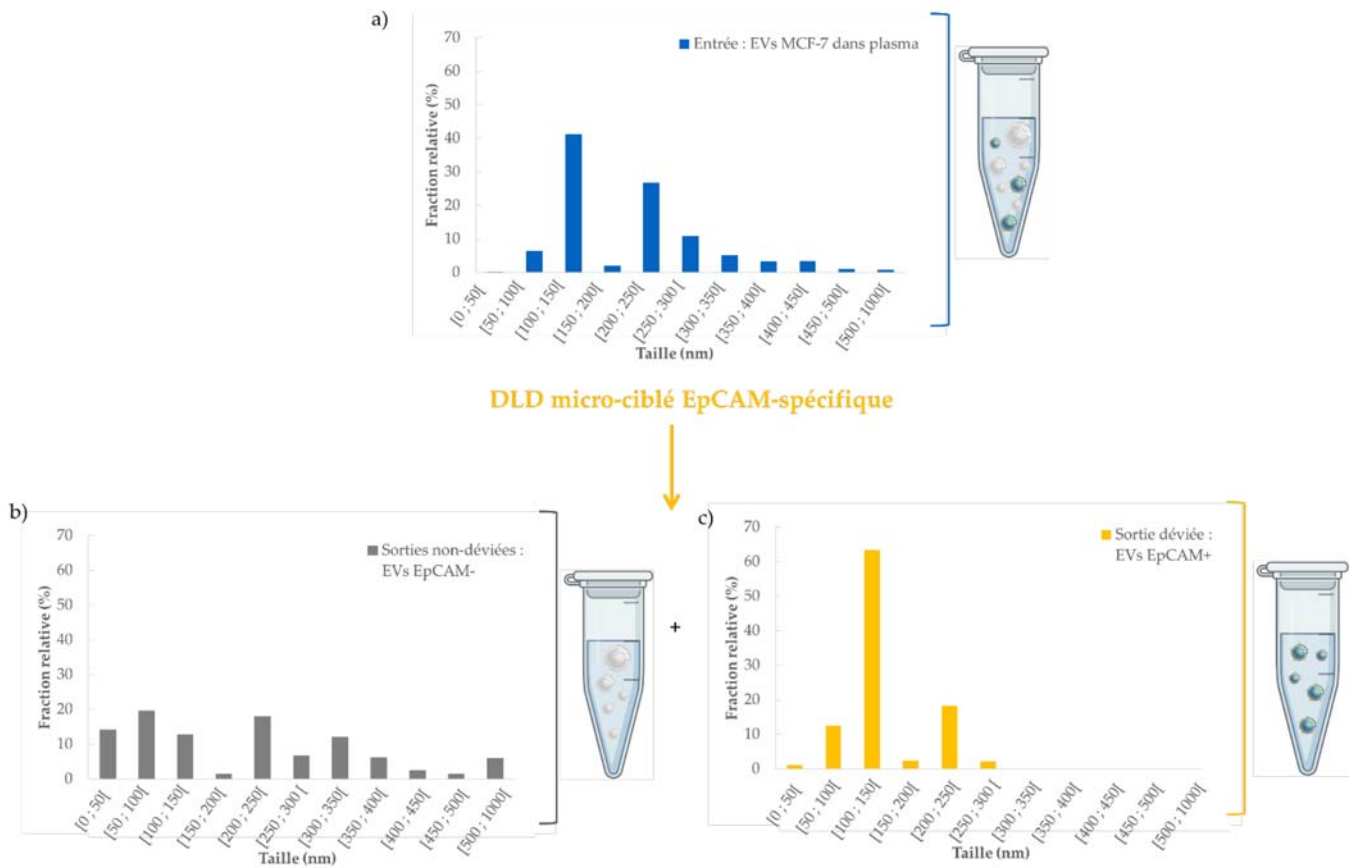 a)
70
60
50
40
30
20
10
0
Fraction relative (%)
Entrée : EVs MCF-7 dans plasma
[0 ; 50[
[50 ; 100[
[100 ; 150[
[150 ; 200[
[200 ; 250[
[250 ; 300 [
[300 ; 350[
[350 ; 400[
[400 ; 450[
[450 ; 500[
[500 ; 1000[
Taille (nm)
DLD micro-ciblé EpCAM-spécifique
b)
70
60
50
40
30
20
10
0
Fraction relative (%)
Sorties non-déviées :
EVs EpCAM-
[0 ; 50[
[50 ; 100[
[100 ; 150[
[150 ; 200[
[200 ; 250[
[250 ; 300 [
[300 ; 350[
[350 ; 400[
[400 ; 450[
[450 ; 500[
[500 ; 1000[
Taille (nm)
+
c)
70
60
50
40
30
20
10
0
Fraction relative (%)
Sortie déviée :
EVs EpCAM+
[0 ; 50[
[50 ; 100[
[100 ; 150[
[150 ; 200[
[200 ; 250[
[250 ; 300 [
[300 ; 350[
[350 ; 400[
[400 ; 450[
[450 ; 500[
[500 ; 1000[
Taille (nm)